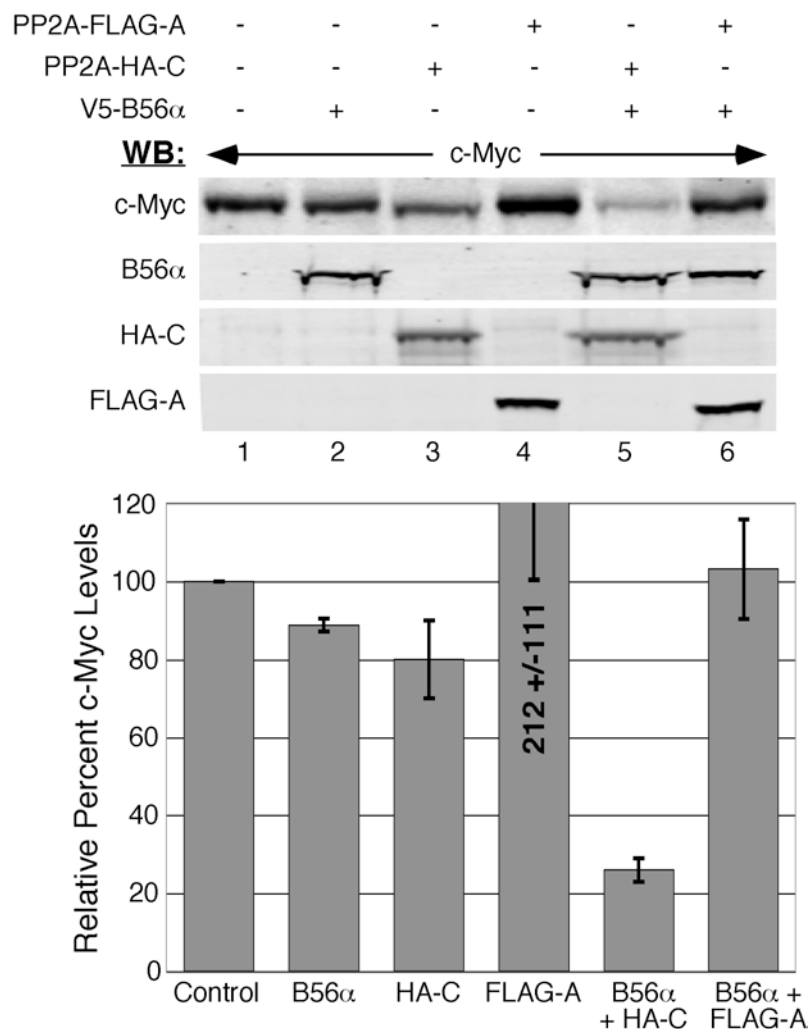 PP2A-FLAG-A - - - + - +
PP2A-HA-C - - + - + -
V5-B56α - + - - + +
WB: c-Myc
c-Myc
B56α
HA-C
FLAG-A
1 2 3 4 5 6
Relative Percent c-Myc Levels
120
100
80
60
40
20
0
212 +/-111
Control B56α HA-C FLAG-A B56α B56α +
+ HA-C FLAG-A